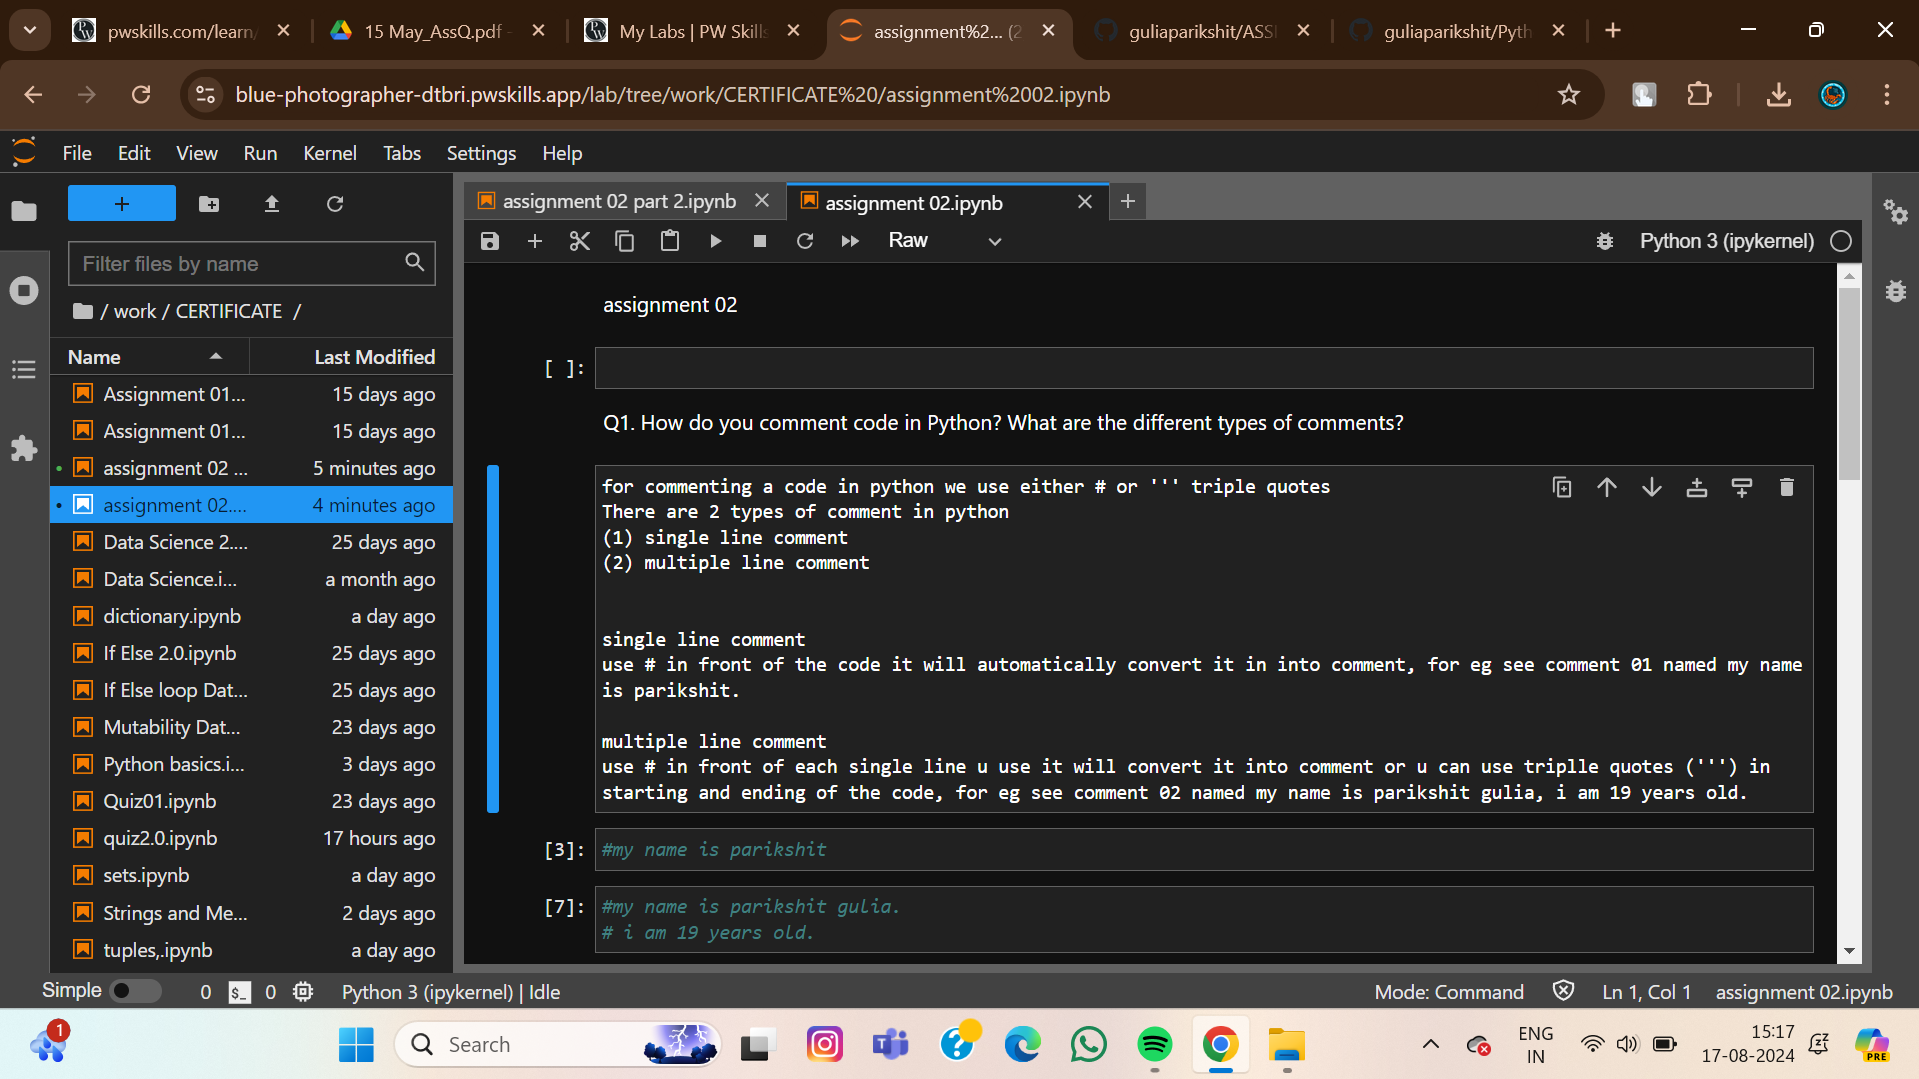 pwskills.com/learn/
15 May_AssQ.pdf -
My Labs | PW Skills
assignment%2... (2
guliaparikshit/ASSI
guliaparikshit/Pyth
blue-photographer-dtbri.pwskills.app/lab/tree/work/CERTIFICATE%20/assignment%2002.ipynb
File Edit View Run Kernel Tabs Settings Help
Filter files by name
/ work / CERTIFICATE /
Name Last Modified
Assignment 01... 15 days ago
Assignment 01... 15 days ago
assignment 02 ... 5 minutes ago
assignment 02.... 4 minutes ago
Data Science 2.... 25 days ago
Data Science.i... a month ago
dictionary.ipynb a day ago
If Else 2.0.ipynb 25 days ago
If Else loop Dat... 25 days ago
Mutability Dat... 23 days ago
Python basics.i... 3 days ago
Quiz01.ipynb 23 days ago
quiz2.0.ipynb 17 hours ago
sets.ipynb a day ago
Strings and Me... 2 days ago
tuples,.ipynb a day ago
assignment 02 part 2.ipynb
assignment 02.ipynb
Raw
Python 3 (ipykernel)
assignment 02
[ ]:
Q1. How do you comment code in Python? What are the different types of comments?
for commenting a code in python we use either # or ''' triple quotes
There are 2 types of comment in python
(1) single line comment
(2) multiple line comment
single line comment
use # in front of the code it will automatically convert it in into comment, for eg see comment 01 named my name
is parikshit.
multiple line comment
use # in front of each single line u use it will convert it into comment or u can use triplle quotes (''') in
starting and ending of the code, for eg see comment 02 named my name is parikshit gulia, i am 19 years old.
[3]: #my name is parikshit
[7]: #my name is parikshit gulia.
# i am 19 years old.
Simple 0 $_ 0 Python 3 (ipykernel) | Idle
Mode: Command Ln 1, Col 1 assignment 02.ipynb
1
Search
ENG
IN
15:17
17-08-2024
PRE